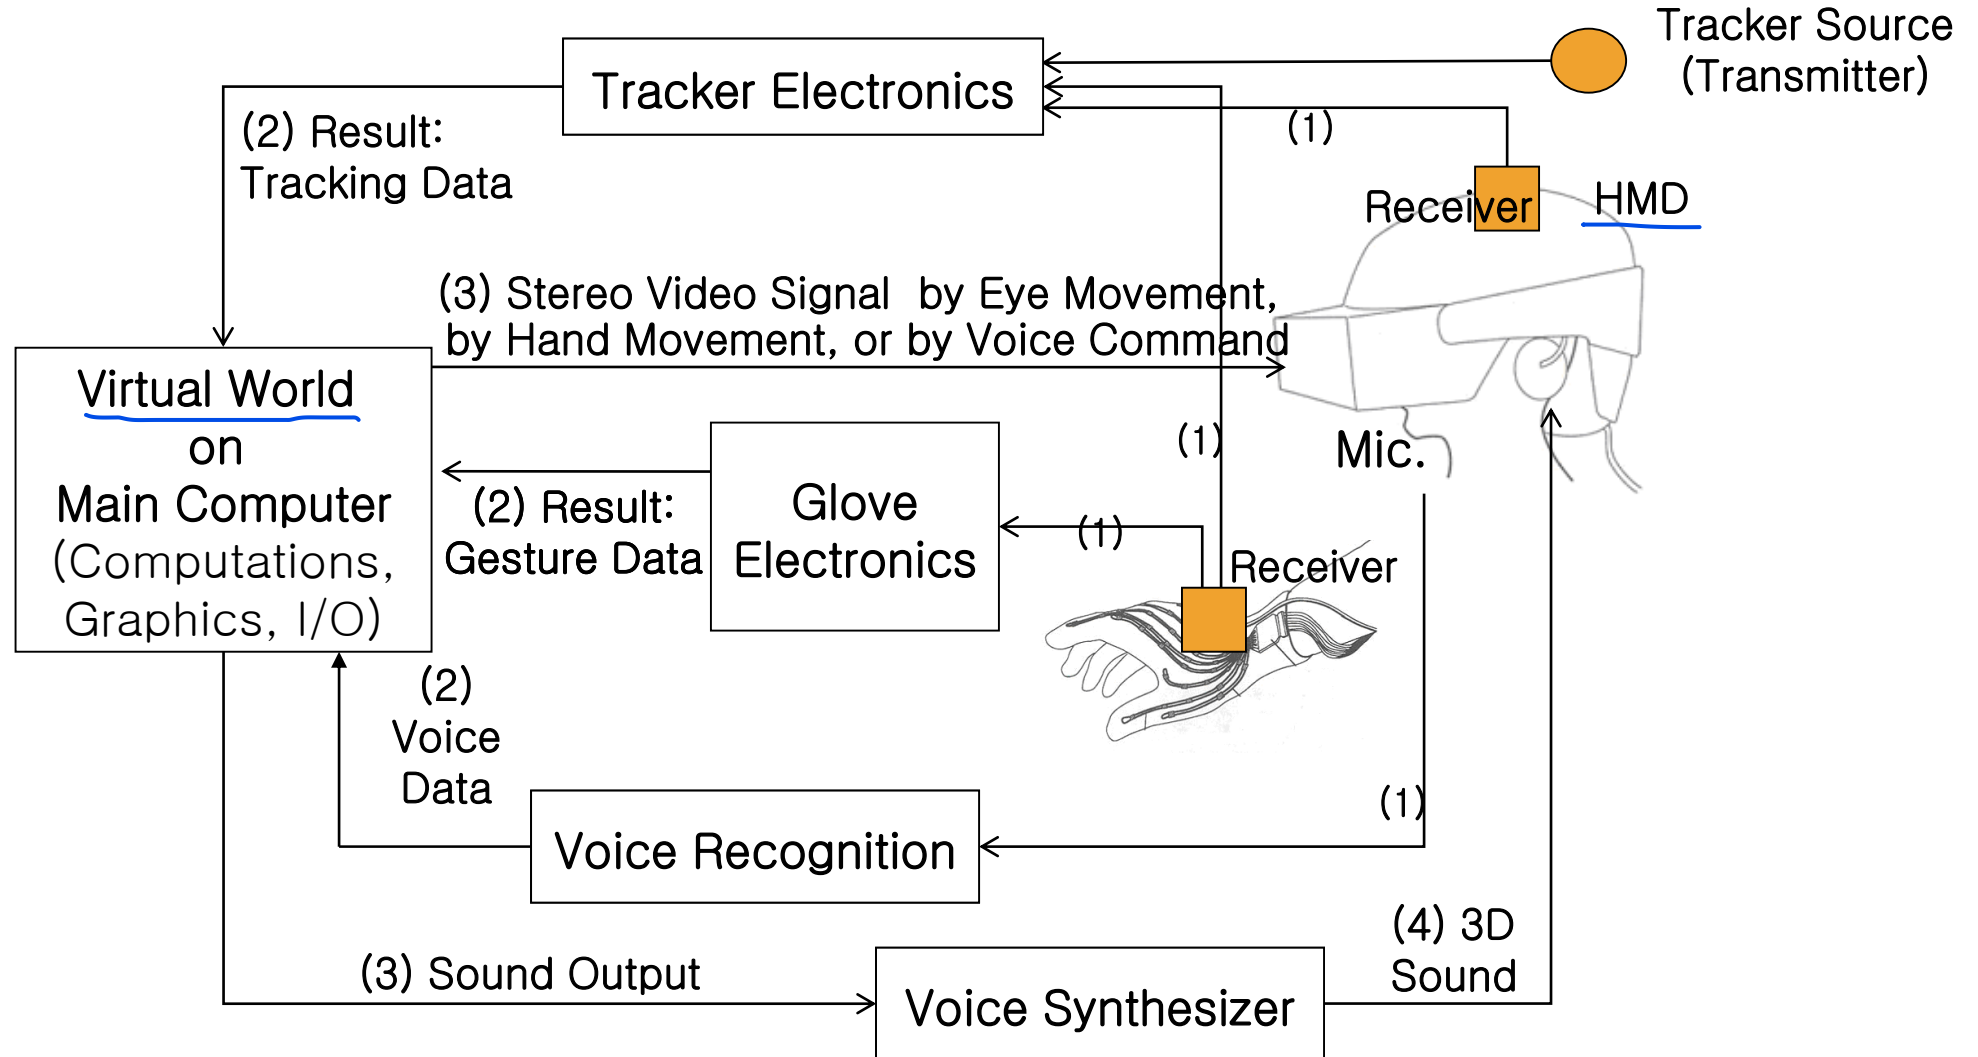 Tracker Source
(Transmitter)
Tracker Electronics
(1)
(2) Result:
Tracking Data
Receiver
HMD
(3) Stereo Video Signal by Eye Movement,
by Hand Movement, or by Voice Command
Virtual World
on
Main Computer
(Computations,
Graphics, I/O)
(1)
Mic.
(2) Result:
Gesture Data
Glove
Electronics
(1)
Receiver
(2)
Voice
Data
(1)
Voice Recognition
(4) 3D
Sound
(3) Sound Output
Voice Synthesizer